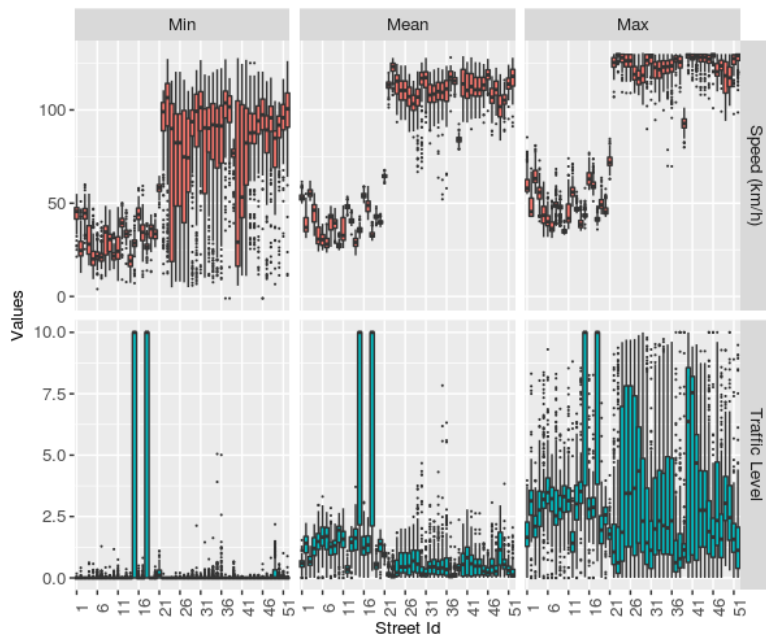 Min Mean Max
100
50
0
Speed (km/h)
Values
10.0
7.5
5.0
2.5
0.0
Traffic Level
1 6 11 16 21 26 31 36 41 46 51 1 6 11 16 21 26 31 36 41 46 51 1 6 11 16 21 26 31 36 41 46 51
Street Id